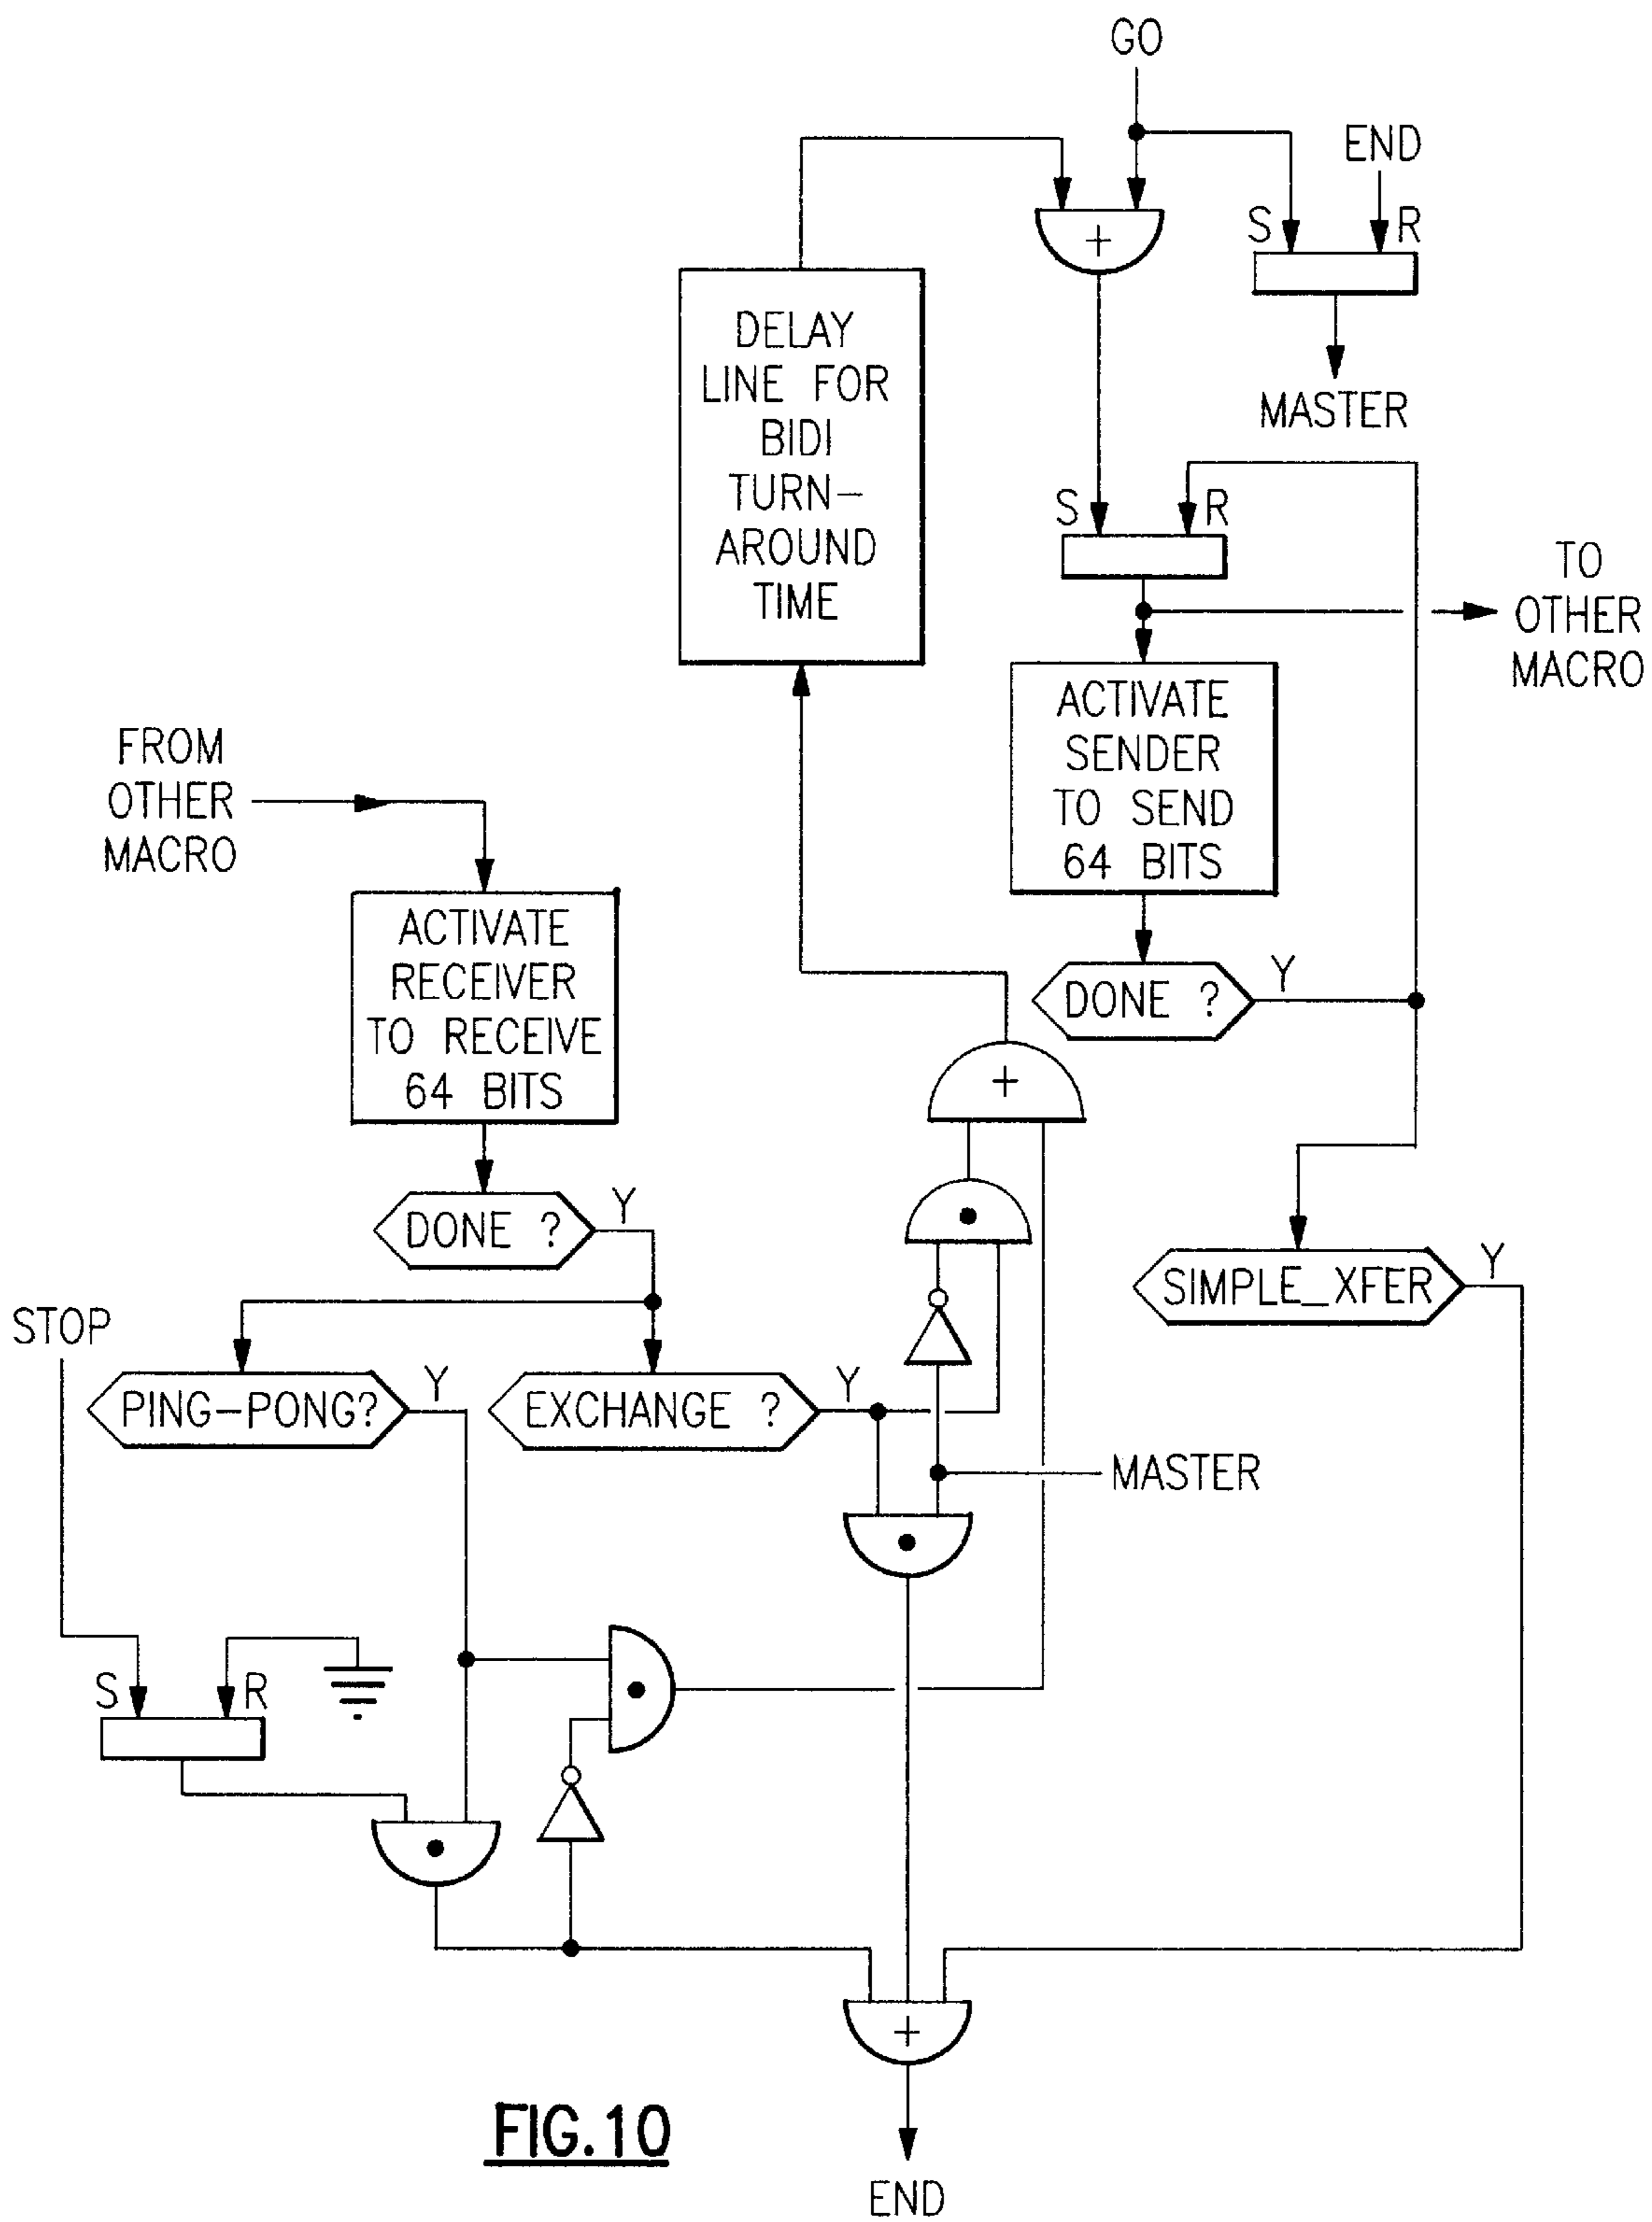 GO
END
S
R
+
DELAY
LINE FOR
BIDI
TURN-
AROUND
TIME
MASTER
S
R
TO
OTHER
MACRO
ACTIVATE
SENDER
TO SEND
64 BITS
FROM
OTHER
MACRO
ACTIVATE
RECEIVER
TO RECEIVE
64 BITS
DONE ?
Y
+
DONE ?
Y
SIMPLE_XFER
Y
STOP
PING-PONG?
Y
EXCHANGE ?
Y
MASTER
S
R
+
END
FIG.10